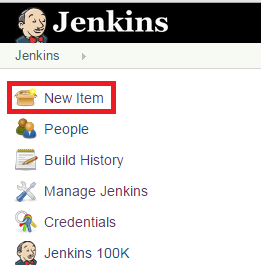 Jenkins
Jenkins
New Item
People
Build History
Manage Jenkins
Credentials
Jenkins 100K